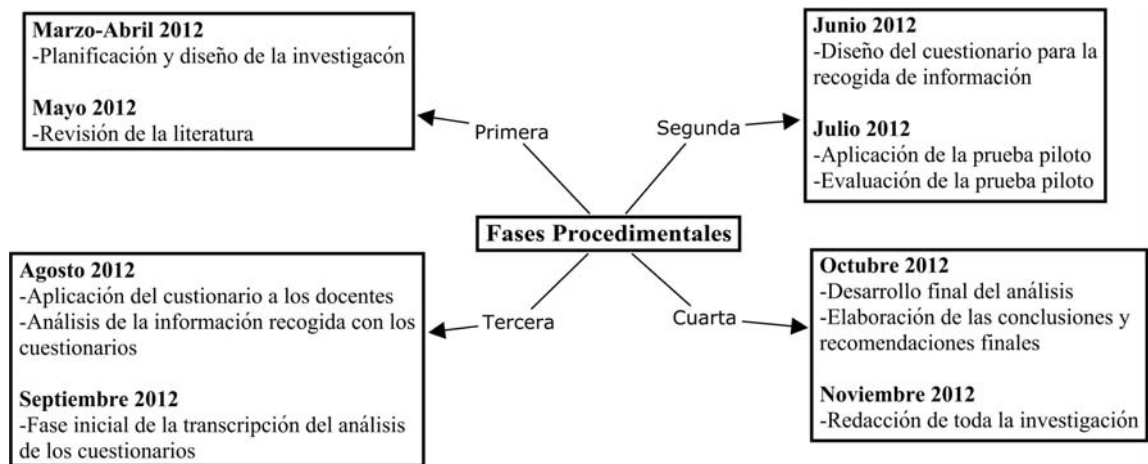 Marzo-Abril 2012
-Planificación y diseño de la investigacón
Mayo 2012
-Revisión de la literatura
Primera
Segunda
Junio 2012
-Diseño del cuestionario para la
recogida de información
Julio 2012
-Aplicación de la prueba piloto
-Evaluación de la prueba piloto
Fases Procedimentales
Agosto 2012
-Aplicación del custionario a los docentes
-Análisis de la información recogida con los
cuestionarios
Septiembre 2012
-Fase inicial de la transcripción del análisis
de los cuestionarios
Tercera
Cuarta
Octubre 2012
-Desarrollo final del análisis
-Elaboración de las conclusiones y
recomendaciones finales
Noviembre 2012
-Redacción de toda la investigación